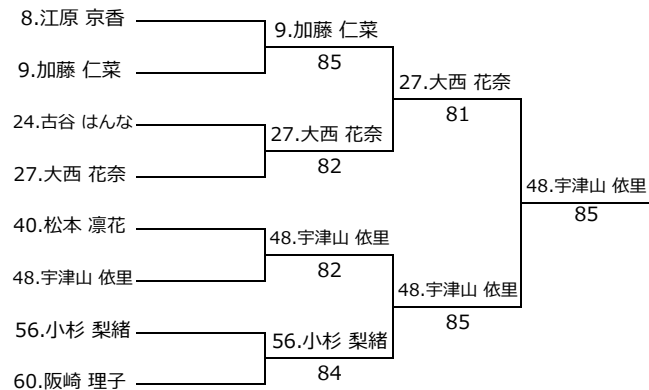 8.江原 京香
9.加藤 仁菜
9.加藤 仁菜
85
24.古谷 はんな
27.大西 花奈
27.大西 花奈
82
27.大西 花奈
81
40.松本 凛花
48.宇津山 依里
48.宇津山 依里
82
56.小杉 梨緒
60.阪崎 理子
56.小杉 梨緒
84
48.宇津山 依里
85
48.宇津山 依里
85